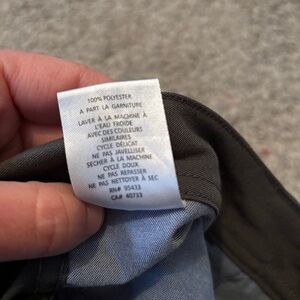 100% POLYESTER
A PART LA GARNITURE
LAVER À LA MACHINE À
L'EAU FROIDE
AVEC DES COULEURS
SIMILAIRES
CYCLE DÉLICAT
NE PAS JAVELLISER
SÉCHER À LA MACHINE
CYCLE DOUX
NE PAS REPASSER
NE PAS NETTOYER À SEC
RN# 95433
CA# 40733